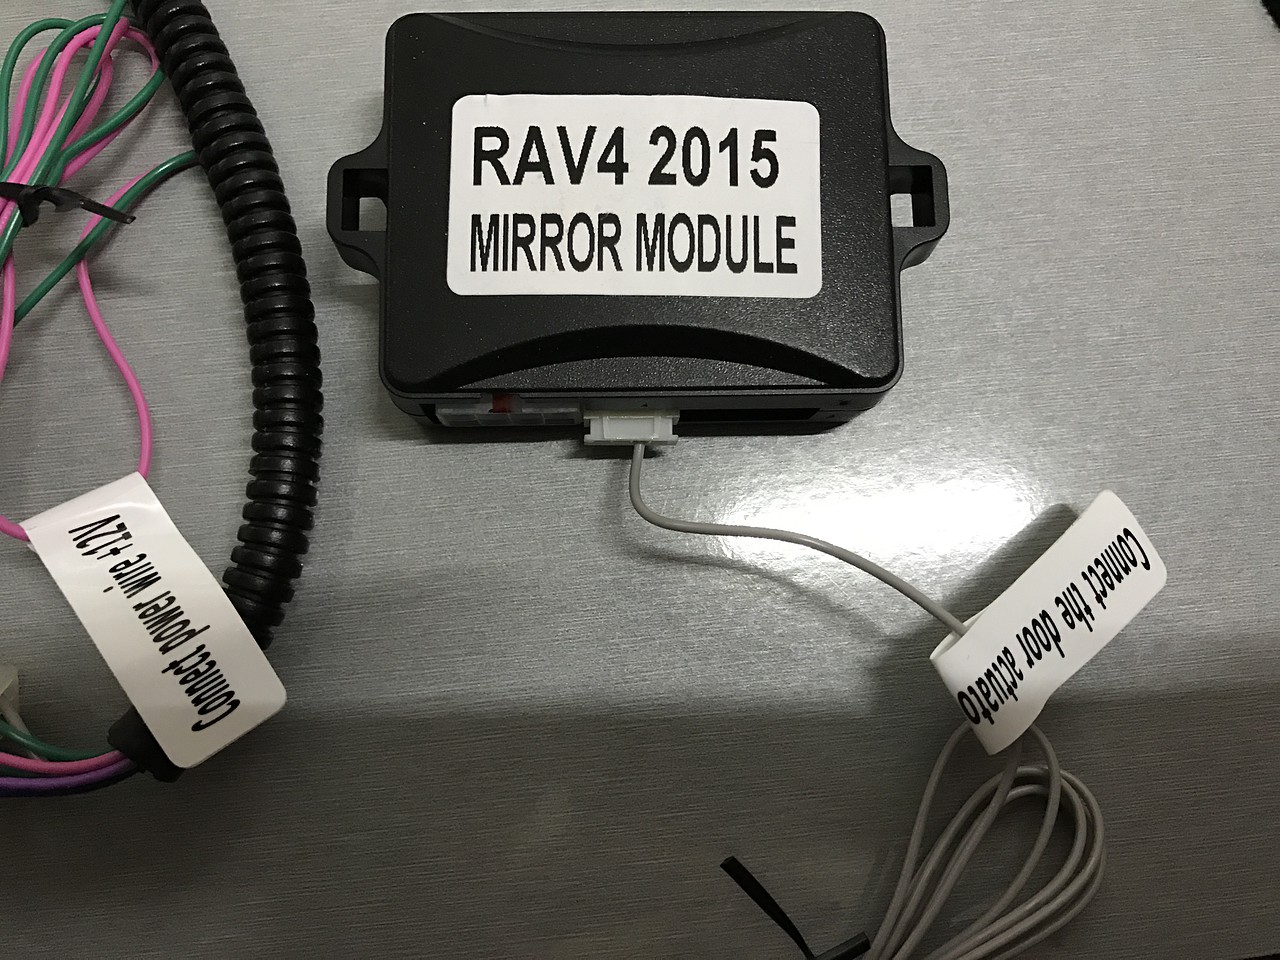 RAV4 2015
MIRROR MODULE
Connect power wire +12V
Connect the door actuato